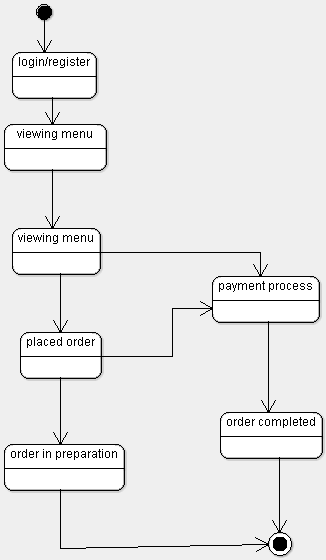 login/register
viewing menu
viewing menu
payment process
placed order
order completed
order in preparation